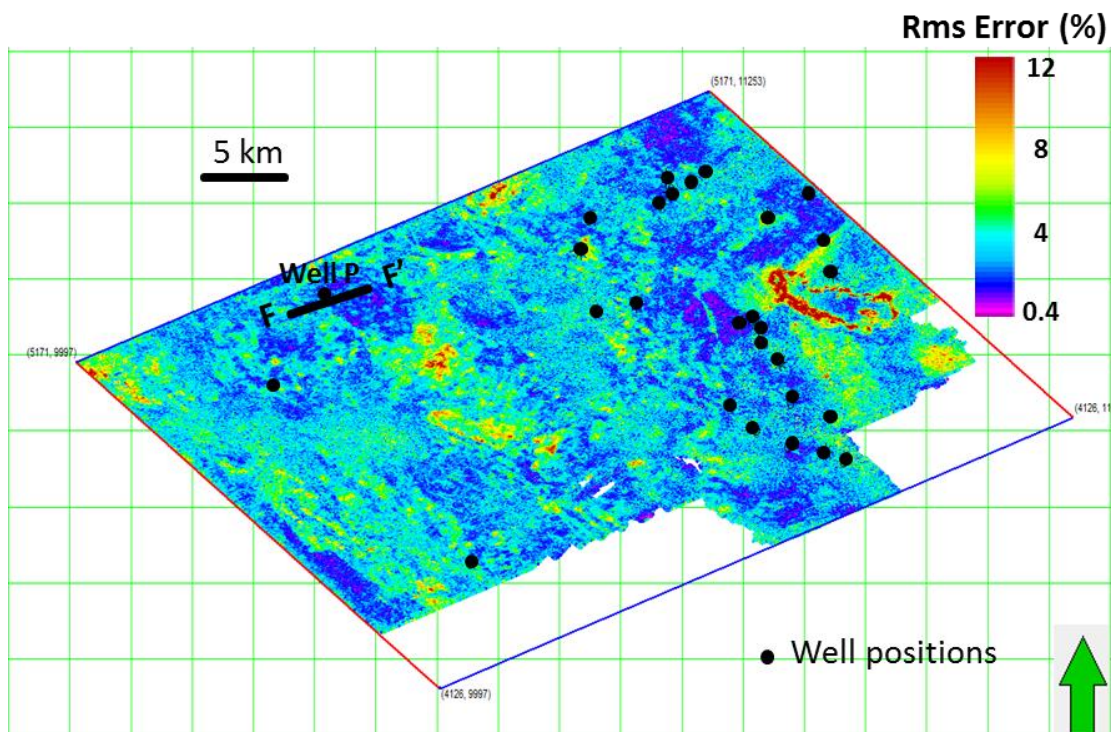 Rms Error (%)
12
8
4
0.4
(5171, 11253)
5 km
Well P
F
F'
(5171, 9997)
(4126, 11
(4126, 9997)
Well positions